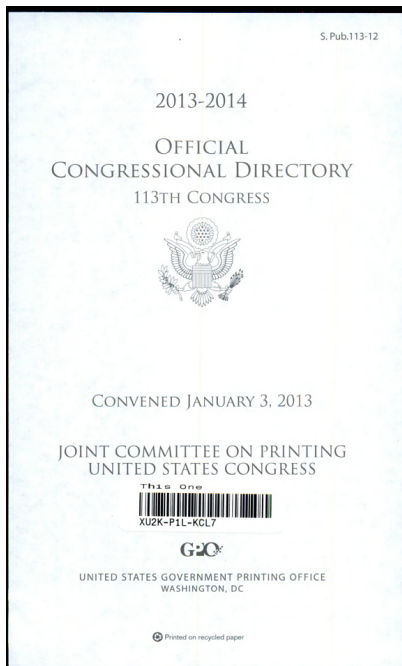 S. Pub.113-12
2013-2014
OFFICIAL
CONGRESSIONAL DIRECTORY
113TH CONGRESS
CONVENED JANUARY 3, 2013
JOINT COMMITTEE ON PRINTING
UNITED STATES CONGRESS
This One
XU2K-P1L-KCL7
GPO
UNITED STATES GOVERNMENT PRINTING OFFICE
WASHINGTON, DC
Printed on recycled paper